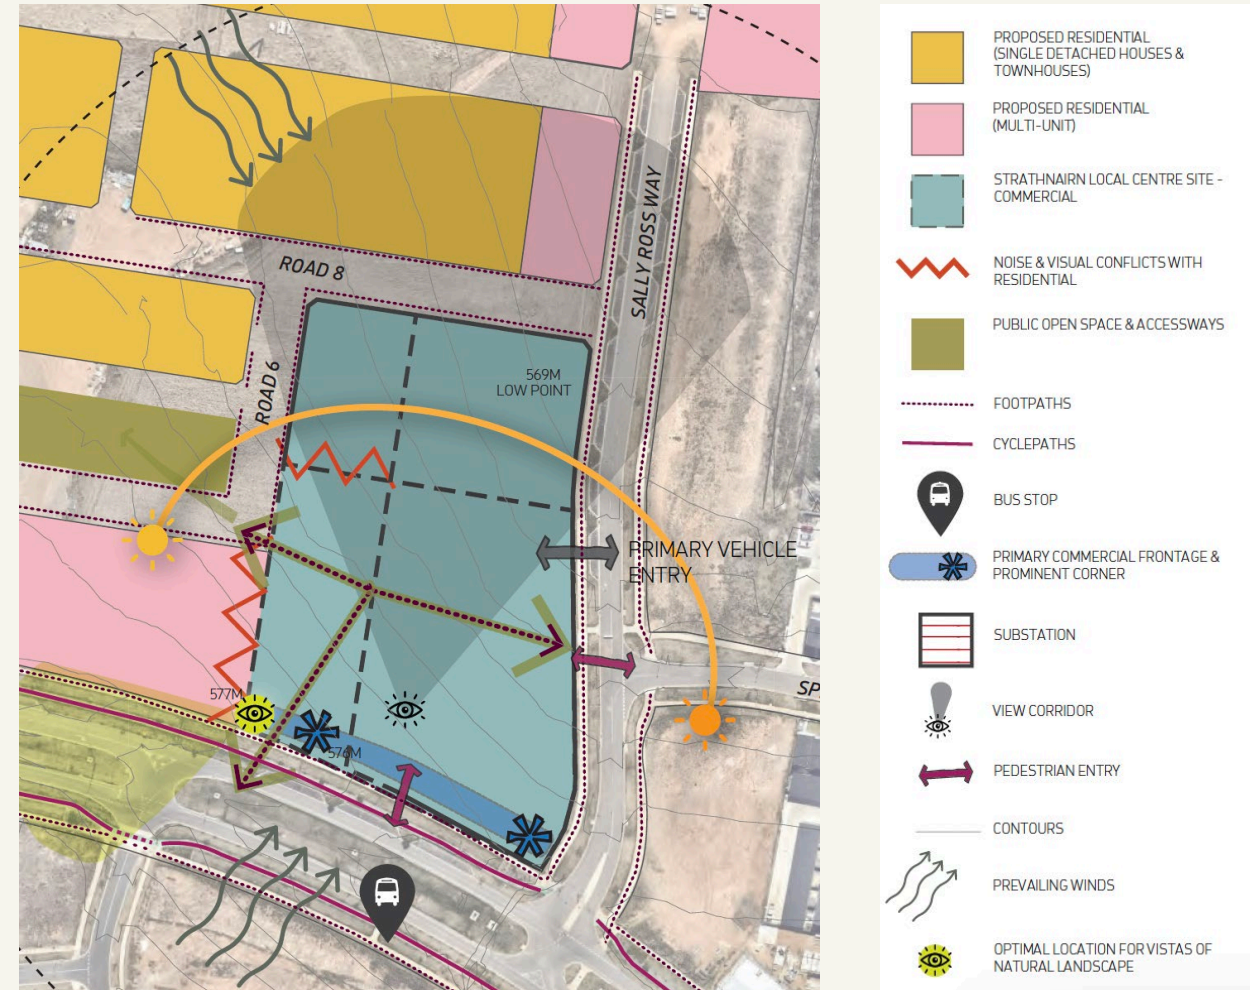 ROAD 8
SALLY ROSS WAY
ROAD 6
569M
LOW POINT
PRIMARY VEHICLE
ENTRY
577M
576M
SP
PROPOSED RESIDENTIAL
(SINGLE DETACHED HOUSES &
TOWNHOUSES)
PROPOSED RESIDENTIAL
(MULTI-UNIT)
STRATHNAIRN LOCAL CENTRE SITE -
COMMERCIAL
NOISE & VISUAL CONFLICTS WITH
RESIDENTIAL
PUBLIC OPEN SPACE & ACCESSWAYS
FOOTPATHS
CYCLEPATHS
BUS STOP
PRIMARY COMMERCIAL FRONTAGE &
PROMINENT CORNER
SUBSTATION
VIEW CORRIDOR
PEDESTRIAN ENTRY
CONTOURS
PREVAILING WINDS
OPTIMAL LOCATION FOR VISTAS OF
NATURAL LANDSCAPE